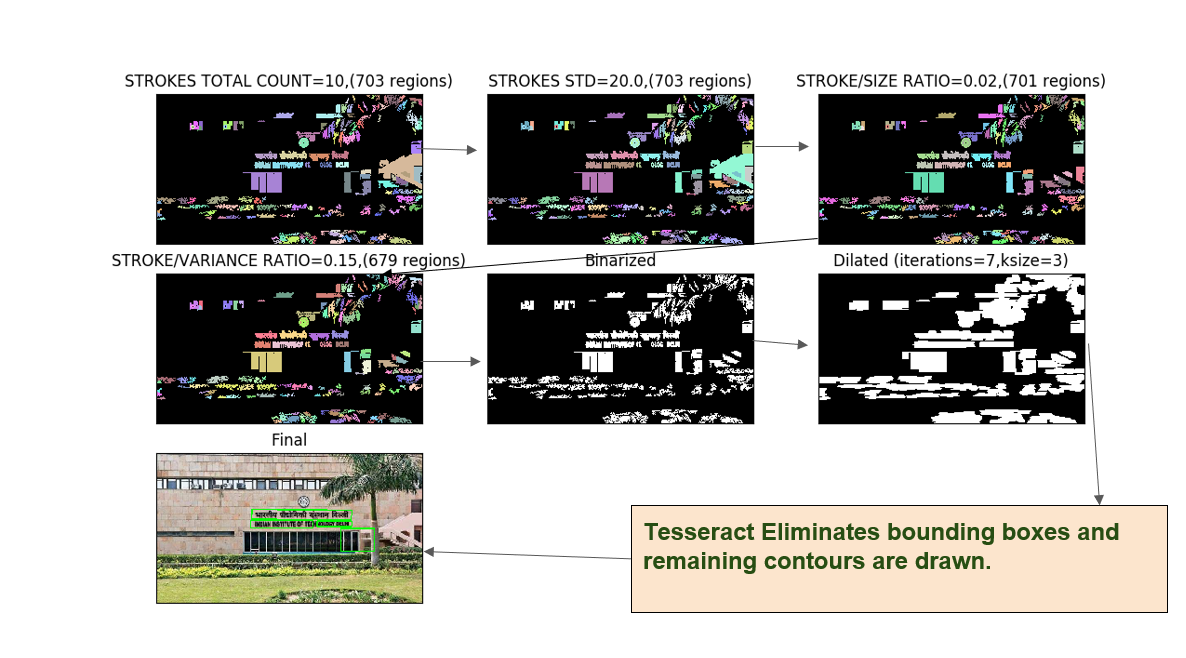 STROKES TOTAL COUNT=10,(703 regions)
STROKES STD=20.0,(703 regions)
STROKE/SIZE RATIO=0.02,(701 regions)
STROKE/VARIANCE RATIO=0.15,(679 regions)
Binarized
Dilated (iterations=7,ksize=3)
Final
भारतीय प्रौद्योगिकी संस्थान दिल्ली
INDIAN INSTITUTE OF TECH OLOGY DELHI
Tesseract Eliminates bounding boxes and
remaining contours are drawn.